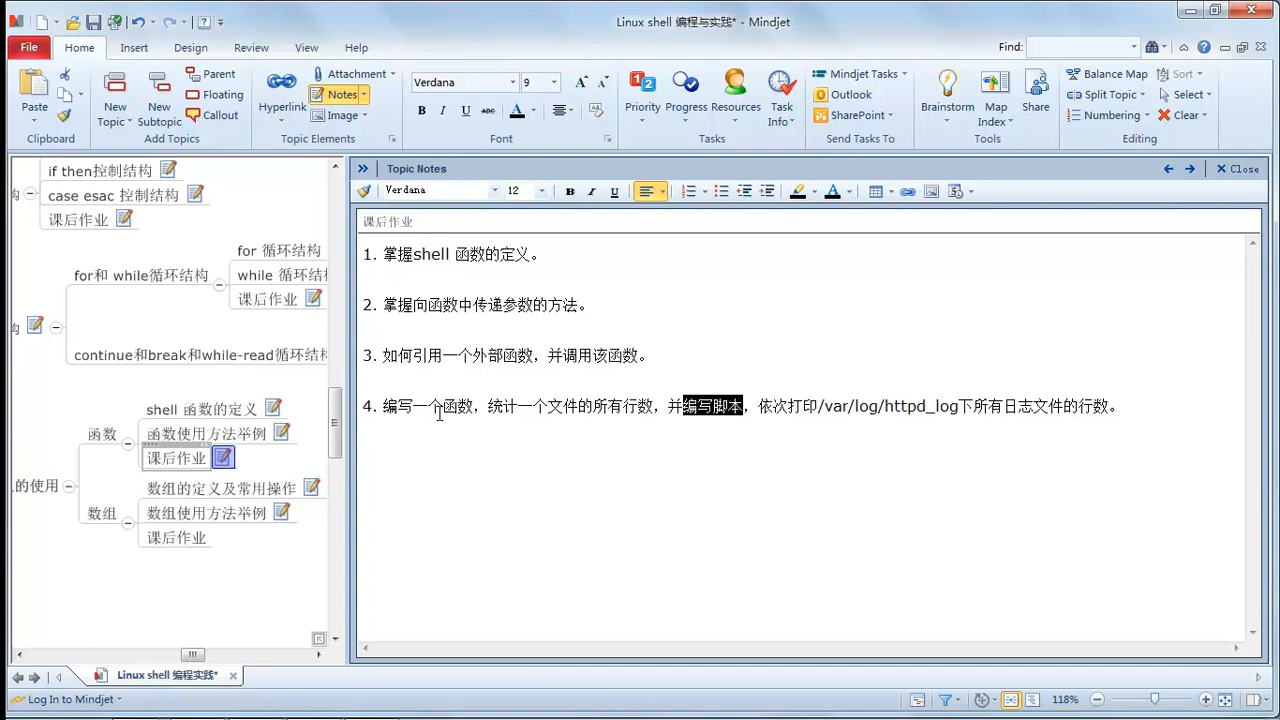 Linux shell 编程与实践* - Mindjet
File Home Insert Design Review View Help Find:
Paste
Clipboard
New Topic
New Subtopic
Parent
Floating
Callout
Add Topics
Hyperlink
Attachment
Notes
Image
Topic Elements
Verdana 9
B I U abc A
Font
Priority
Progress
Resources
Task Info
Tasks
Mindjet Tasks
Outlook
SharePoint
Send Tasks To
Brainstorm
Map Index
Share
Tools
Balance Map
Split Topic
Numbering
Sort
Select
Clear
Editing
if then控制结构
构
case esac 控制结构
课后作业
for 循环结构
for和 while循环结构
while 循环结构
课后作业
构
continue和break和while-read循环结构
shell 函数的定义
函数
函数使用方法举例
课后作业
的使用
数组的定义及常用操作
数组
数组使用方法举例
课后作业
Topic Notes
Close
Verdana 12 B I U
课后作业
1. 掌握shell 函数的定义。
2. 掌握向函数中传递参数的方法。
3. 如何引用一个外部函数，并调用该函数。
4. 编写一个函数，统计一个文件的所有行数，并编写脚本，依次打印/var/log/httpd_log下所有日志文件的行数。
Linux shell 编程实践*
Log In to Mindjet
118%